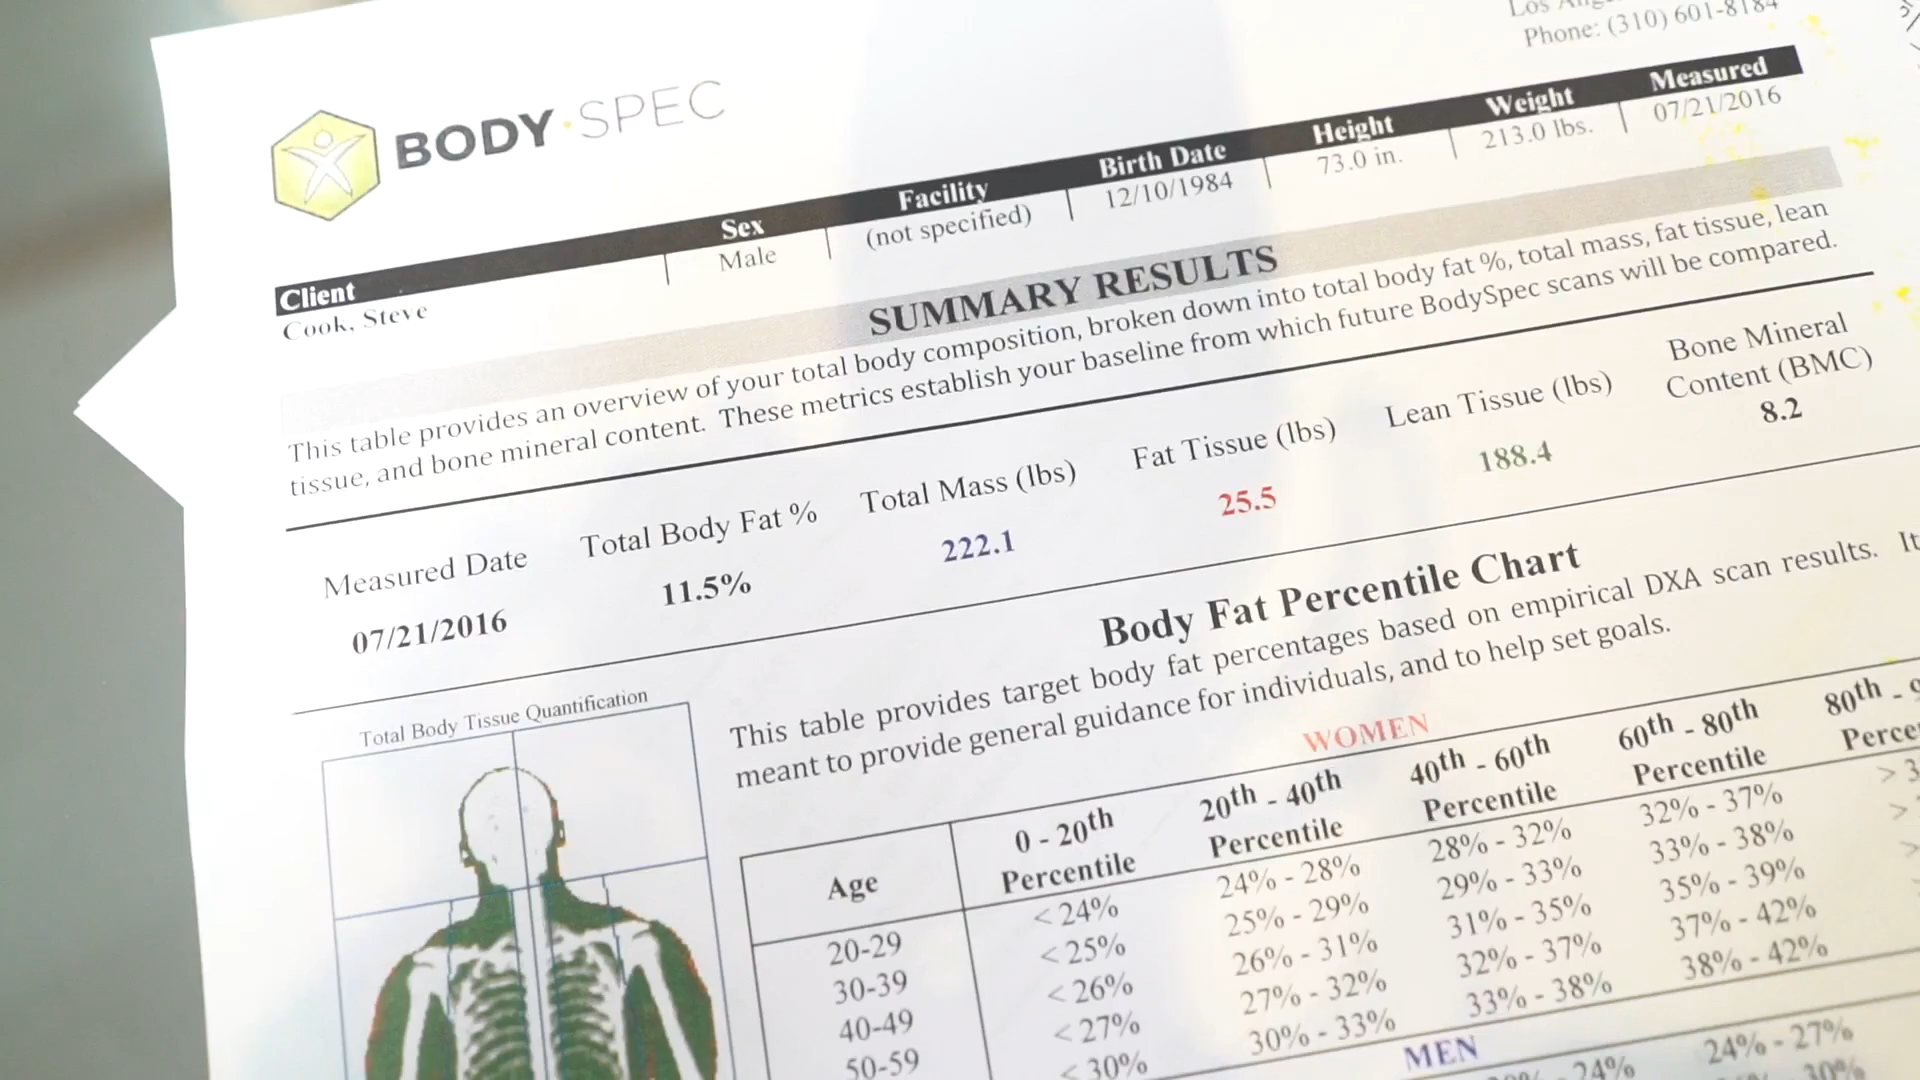 Phone: (310) 601-8184
BODY·SPEC
Client Sex Facility Birth Date Height Weight Measured
Cook, Steve Male (not specified) 12/10/1984 73.0 in. 213.0 lbs. 07/21/2016
SUMMARY RESULTS
This table provides an overview of your total body composition, broken down into total body fat %, total mass, fat tissue, lean
tissue, and bone mineral content. These metrics establish your baseline from which future BodySpec scans will be compared.
Measured Date Total Body Fat % Total Mass (lbs) Fat Tissue (lbs) Lean Tissue (lbs) Bone Mineral
Content (BMC)
07/21/2016 11.5% 222.1 25.5 188.4 8.2
Total Body Tissue Quantification
Body Fat Percentile Chart
This table provides target body fat percentages based on empirical DXA scan results. It
meant to provide general guidance for individuals, and to help set goals.
WOMEN
Age 0 - 20th 20th - 40th 40th - 60th 60th - 80th 80th -
Percentile Percentile Percentile Percentile
20-29 < 24% 24% - 28% 28% - 32% 32% - 37%
30-39 < 25% 25% - 29% 29% - 33% 33% - 38%
40-49 < 26% 26% - 31% 31% - 35% 35% - 39%
50-59 < 27% 27% - 32% 32% - 37% 37% - 42%
< 30% 30% - 33% 33% - 38% 38% - 42%
MEN
24% 24% - 27%
30%